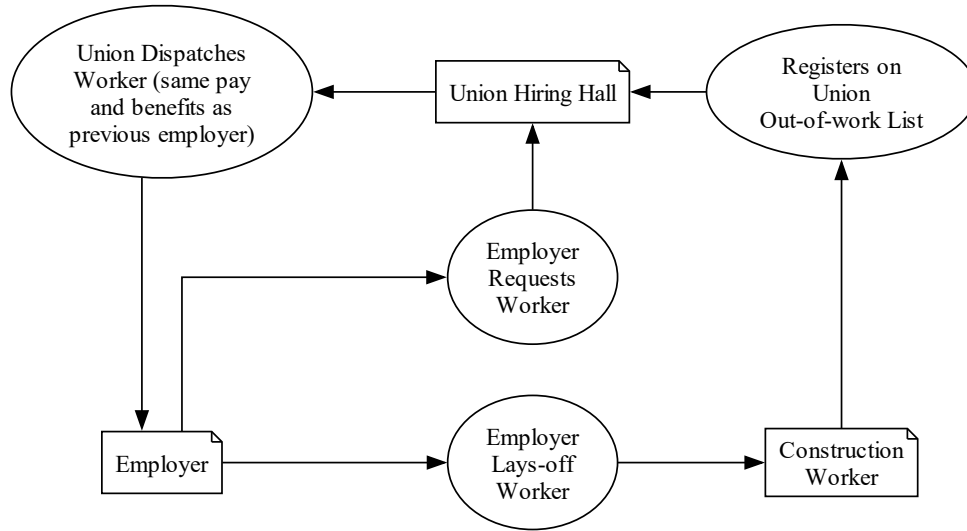 Union Dispatches
Worker (same pay
and benefits as
previous employer)
Union Hiring Hall
Registers on
Union
Out-of-work List
Employer
Requests
Worker
Employer
Employer
Lays-off
Worker
Construction
Worker